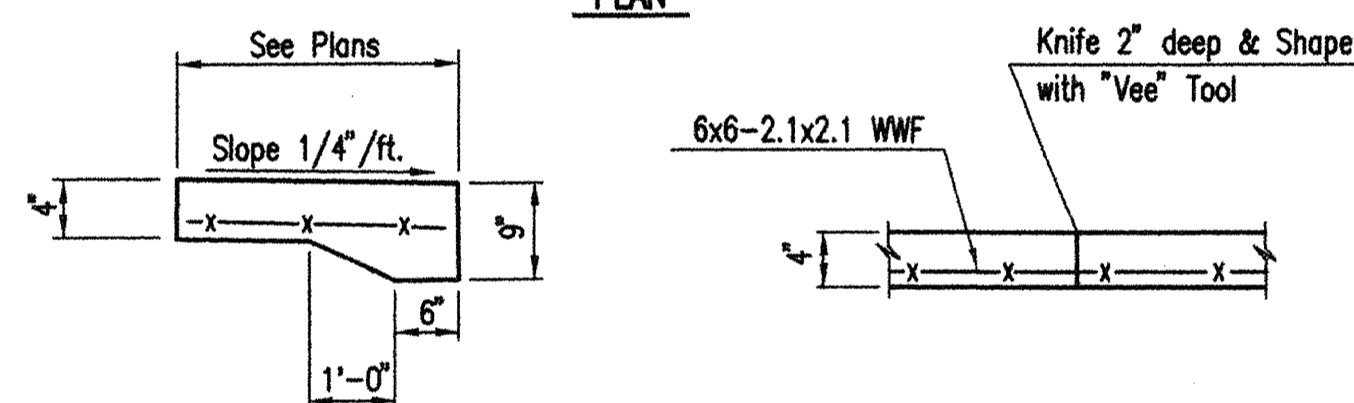 PLAN
See Plans
Knife 2" deep & Shape
with "Vee" Tool
6x6-2.1x2.1 WWF
Slope 1/4"/ft.
4"
9"
4"
6"
1'-0"